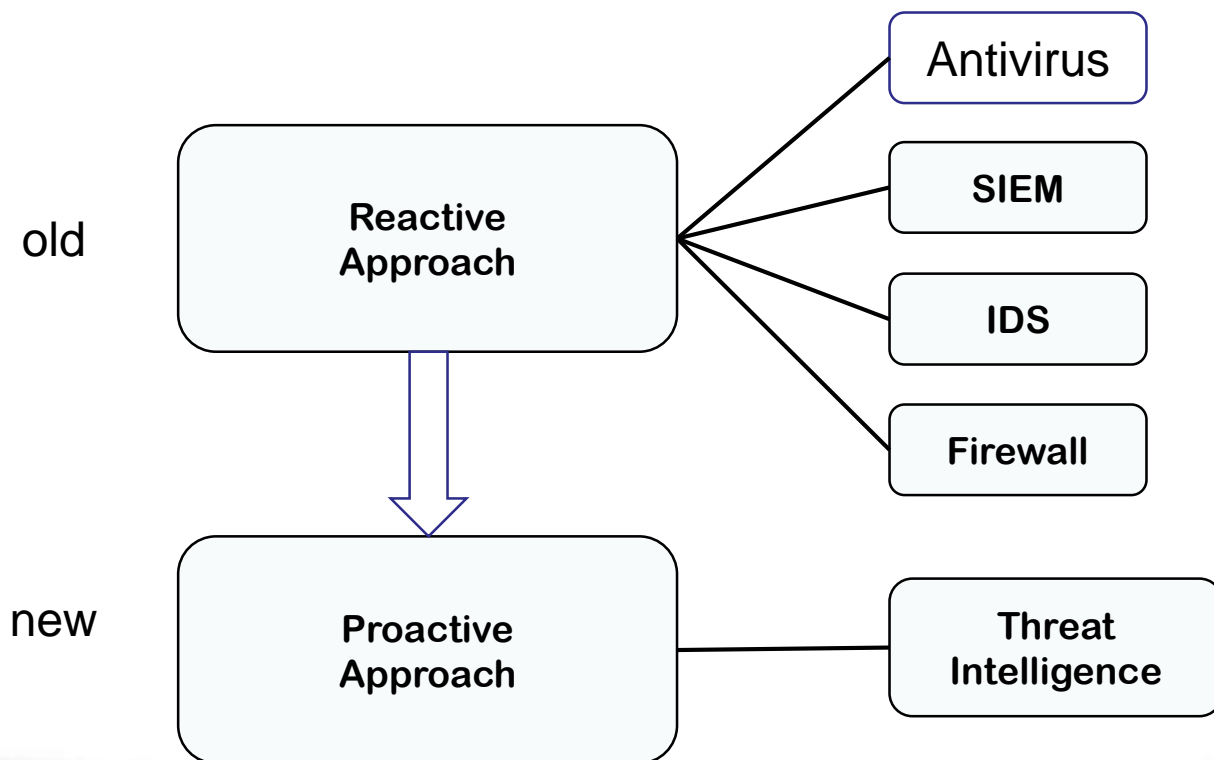 Antivirus
SIEM
old
Reactive
Approach
IDS
Firewall
new
Proactive
Approach
Threat
Intelligence